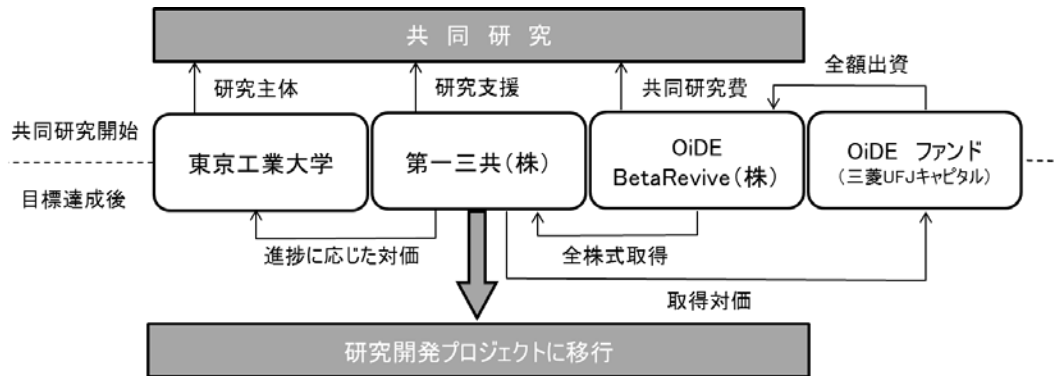 共 同 研 究
全額出資
研究主体
研究支援
共同研究費
共同研究開始
東京工業大学
第一三共(株)
OiDE
BetaRevive(株)
OiDE ファンド
(三菱UFJキャピタル)
目標達成後
進捗に応じた対価
全株式取得
取得対価
研究開発プロジェクトに移行